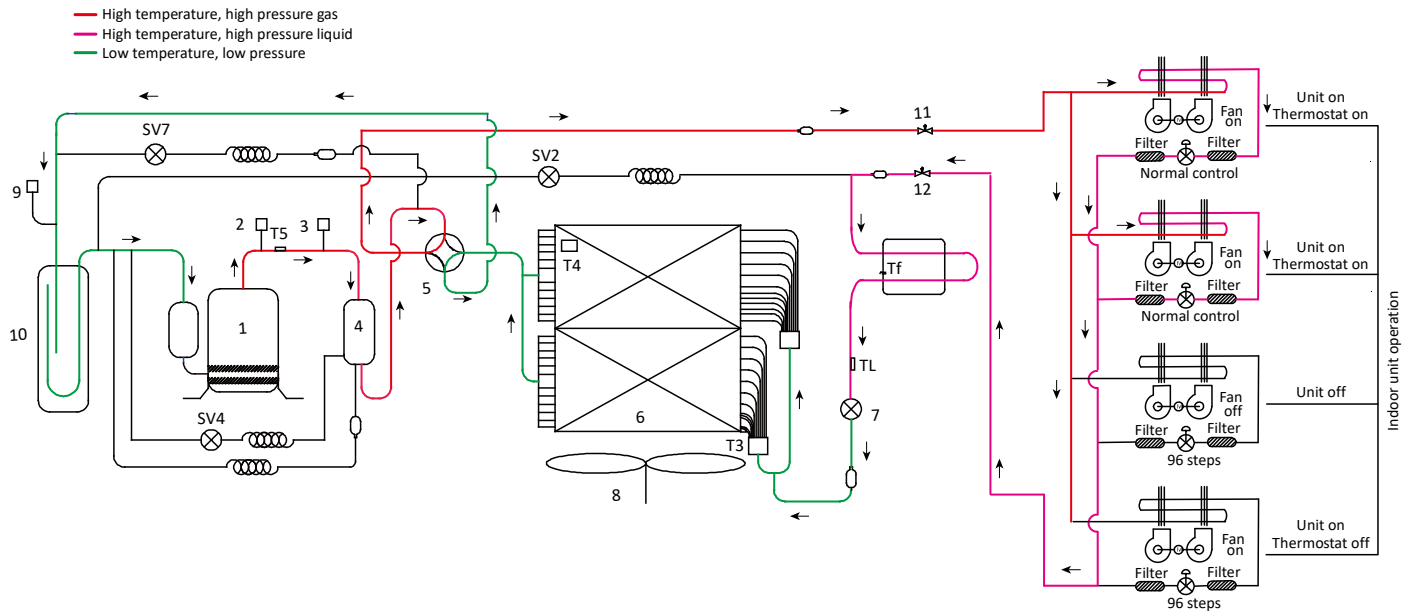 High temperature, high pressure gas
High temperature, high pressure liquid
Low temperature, low pressure
SV7
SV2
11
12
9
2
T5
3
5
T4
Tf
10
1
4
SV4
6
T3
TL
7
8
Fan
on
Filter
Filter
Normal control
Unit on
Thermostat on
Fan
on
Filter
Filter
Normal control
Unit on
Thermostat on
Fan
off
Filter
Filter
96 steps
Unit off
Fan
on
Filter
Filter
96 steps
Unit on
Thermostat off
Indoor unit operation